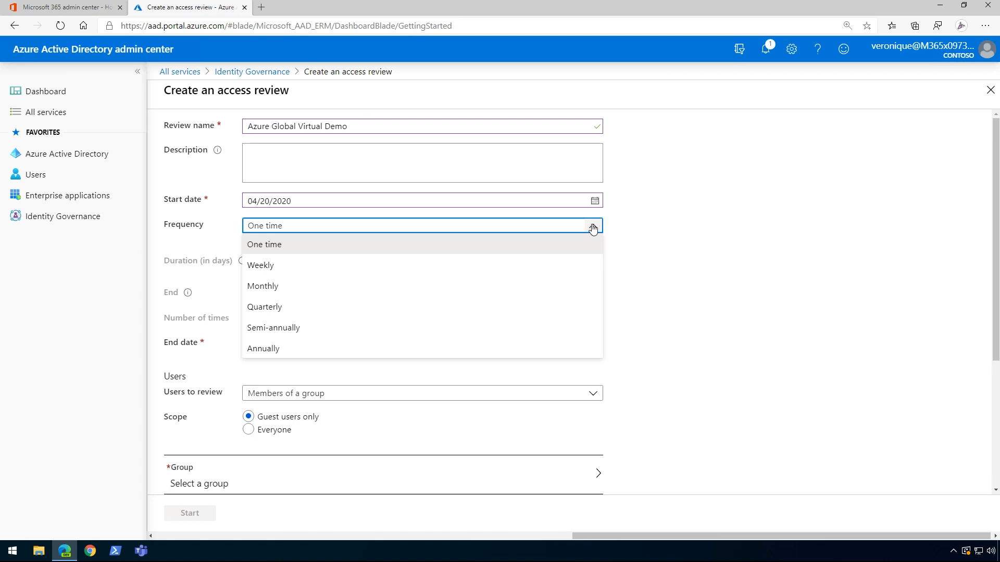 Microsoft 365 admin center - Ho
Create an access review - Azure
https://aad.portal.azure.com/#blade/Microsoft_AAD_ERM/DashboardBlade/GettingStarted
Azure Active Directory admin center
1
veronique@M365x0973...
CONTOSO
All services > Identity Governance > Create an access review
Dashboard
All services
FAVORITES
Azure Active Directory
Users
Enterprise applications
Identity Governance
Create an access review
Review name *
Azure Global Virtual Demo
Description
Start date *
04/20/2020
Frequency
One time
One time
Weekly
Monthly
Quarterly
Semi-annually
Annually
Duration (in days)
End
Number of times
End date *
Users
Users to review
Members of a group
Scope
Guest users only
Everyone
*Group
Select a group
Start
DEV